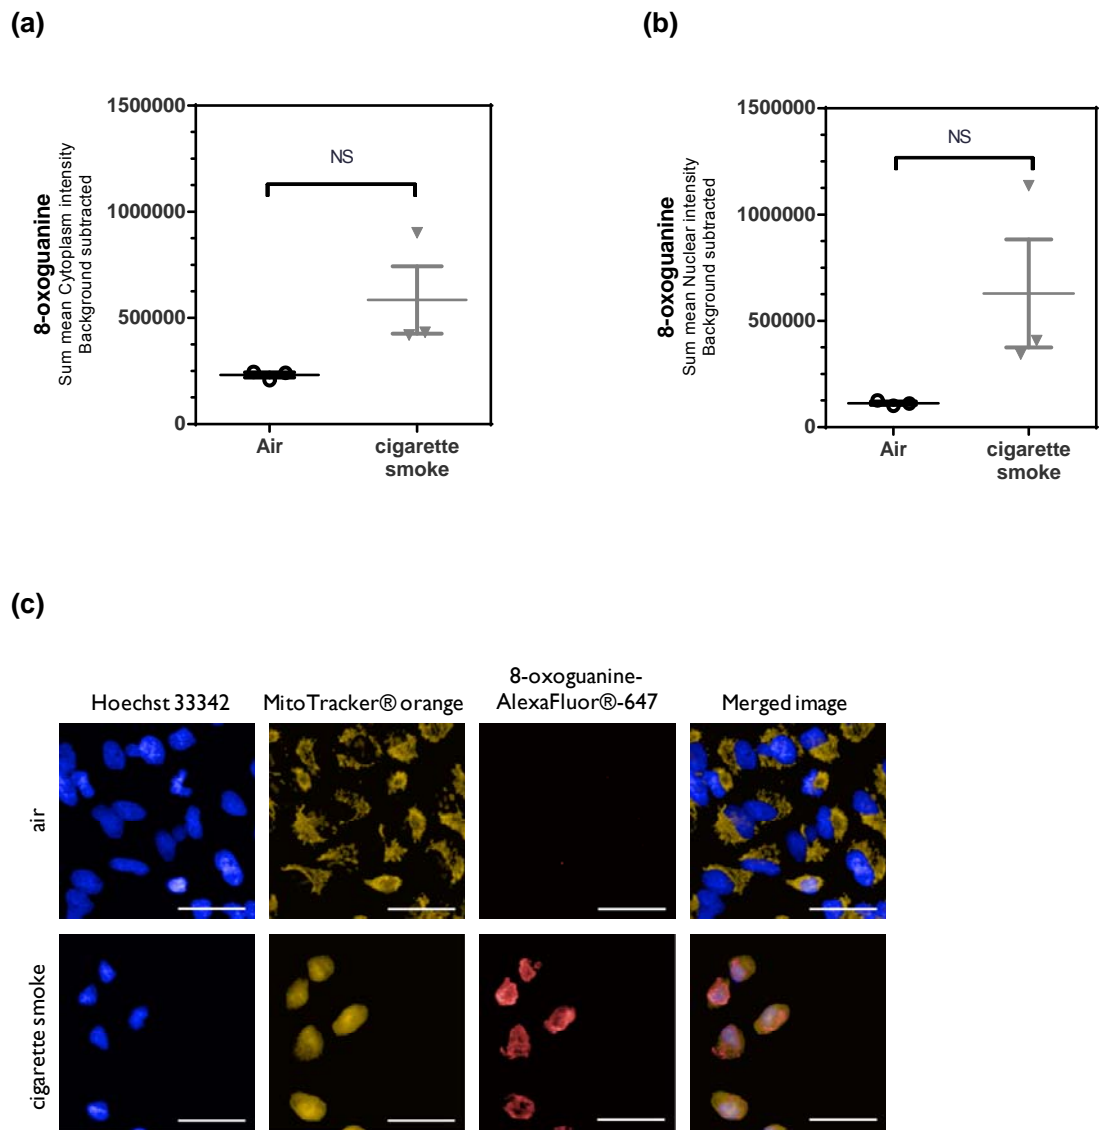 (a)
(b)
1500000
1000000
500000
0
8-oxoguanine
Sum mean Cytoplasm intensity
Background subtracted
NS
Air
cigarette
smoke
1500000
1000000
500000
0
8-oxoguanine
Sum mean Nuclear intensity
Background subtracted
NS
Air
cigarette
smoke
(c)
Hoechst 33342
MitoTracker® orange
8-oxoguanine-
AlexaFluor®-647
Merged image
air
cigarette smoke